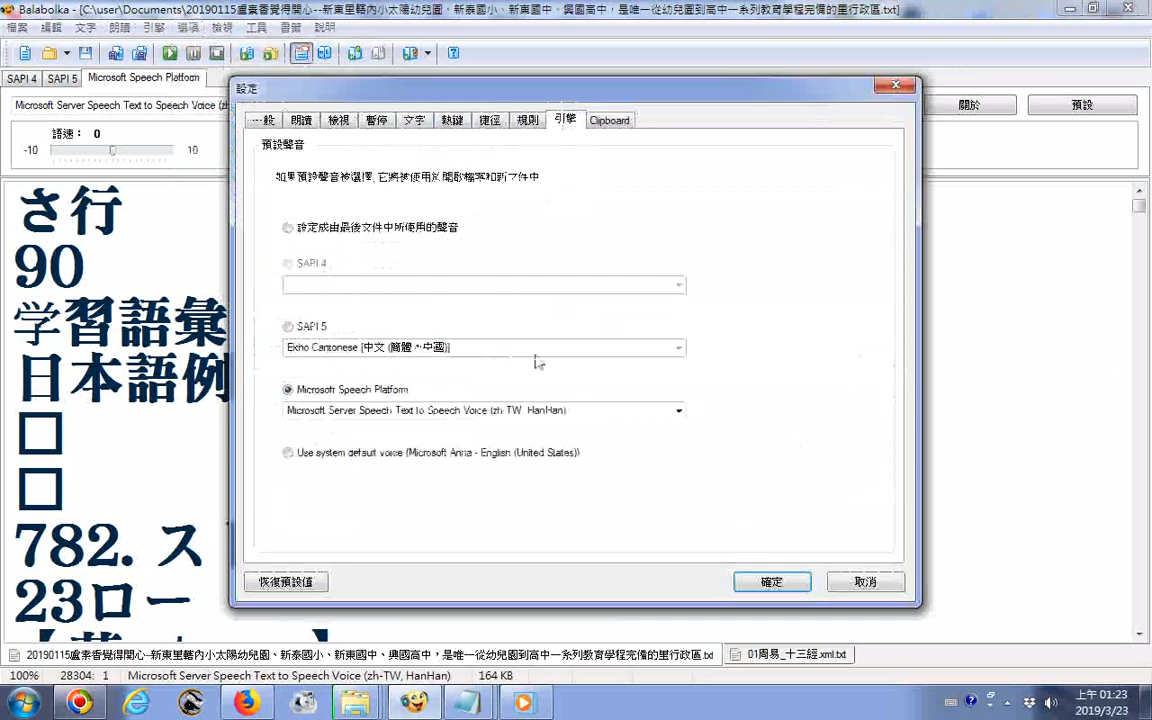 Balabolka - [C:\user\Documents\20190115盧素香覺得開心--新東里轄內小太陽幼兒園、新泰國小、新東國中、興國高中，是唯一從幼兒園到高中一系列教育學程完備的里行政區.txt]
檔案 編輯 文字 朗讀 引擎 選項 檢視 工具 書籤 說明
SAPI 4 SAPI 5 Microsoft Speech Platform
Microsoft Server Speech Text to Speech Voice (zh
關於 預設
語速： 0
-10 10
設定
一般 朗讀 檢視 暫停 文字 熱鍵 捷徑 規則 引擎 Clipboard
預設聲音
如果預設聲音被選擇, 它將被使用於開啟檔案和新文件中
設定成由最後文件中所使用的聲音
SAPI 4
SAPI 5
Ekho Cantonese [中文 (簡體，中國)]
Microsoft Speech Platform
Microsoft Server Speech Text to Speech Voice (zh-TW, HanHan)
Use system default voice (Microsoft Anna - English (United States))
恢復預設值 確定 取消
さ行
90
学習語彙
日本語例
□
□
782. ス
23ロー
20190115盧素香覺得開心--新東里轄內小太陽幼兒園、新泰國小、新東國中、興國高中，是唯一從幼兒園到高中一系列教育學程完備的里行政區.txt 01周易_十三經.xml.txt
100% 28304: 1 Microsoft Server Speech Text to Speech Voice (zh-TW, HanHan) 164 KB
上午 01:23
2019/3/23